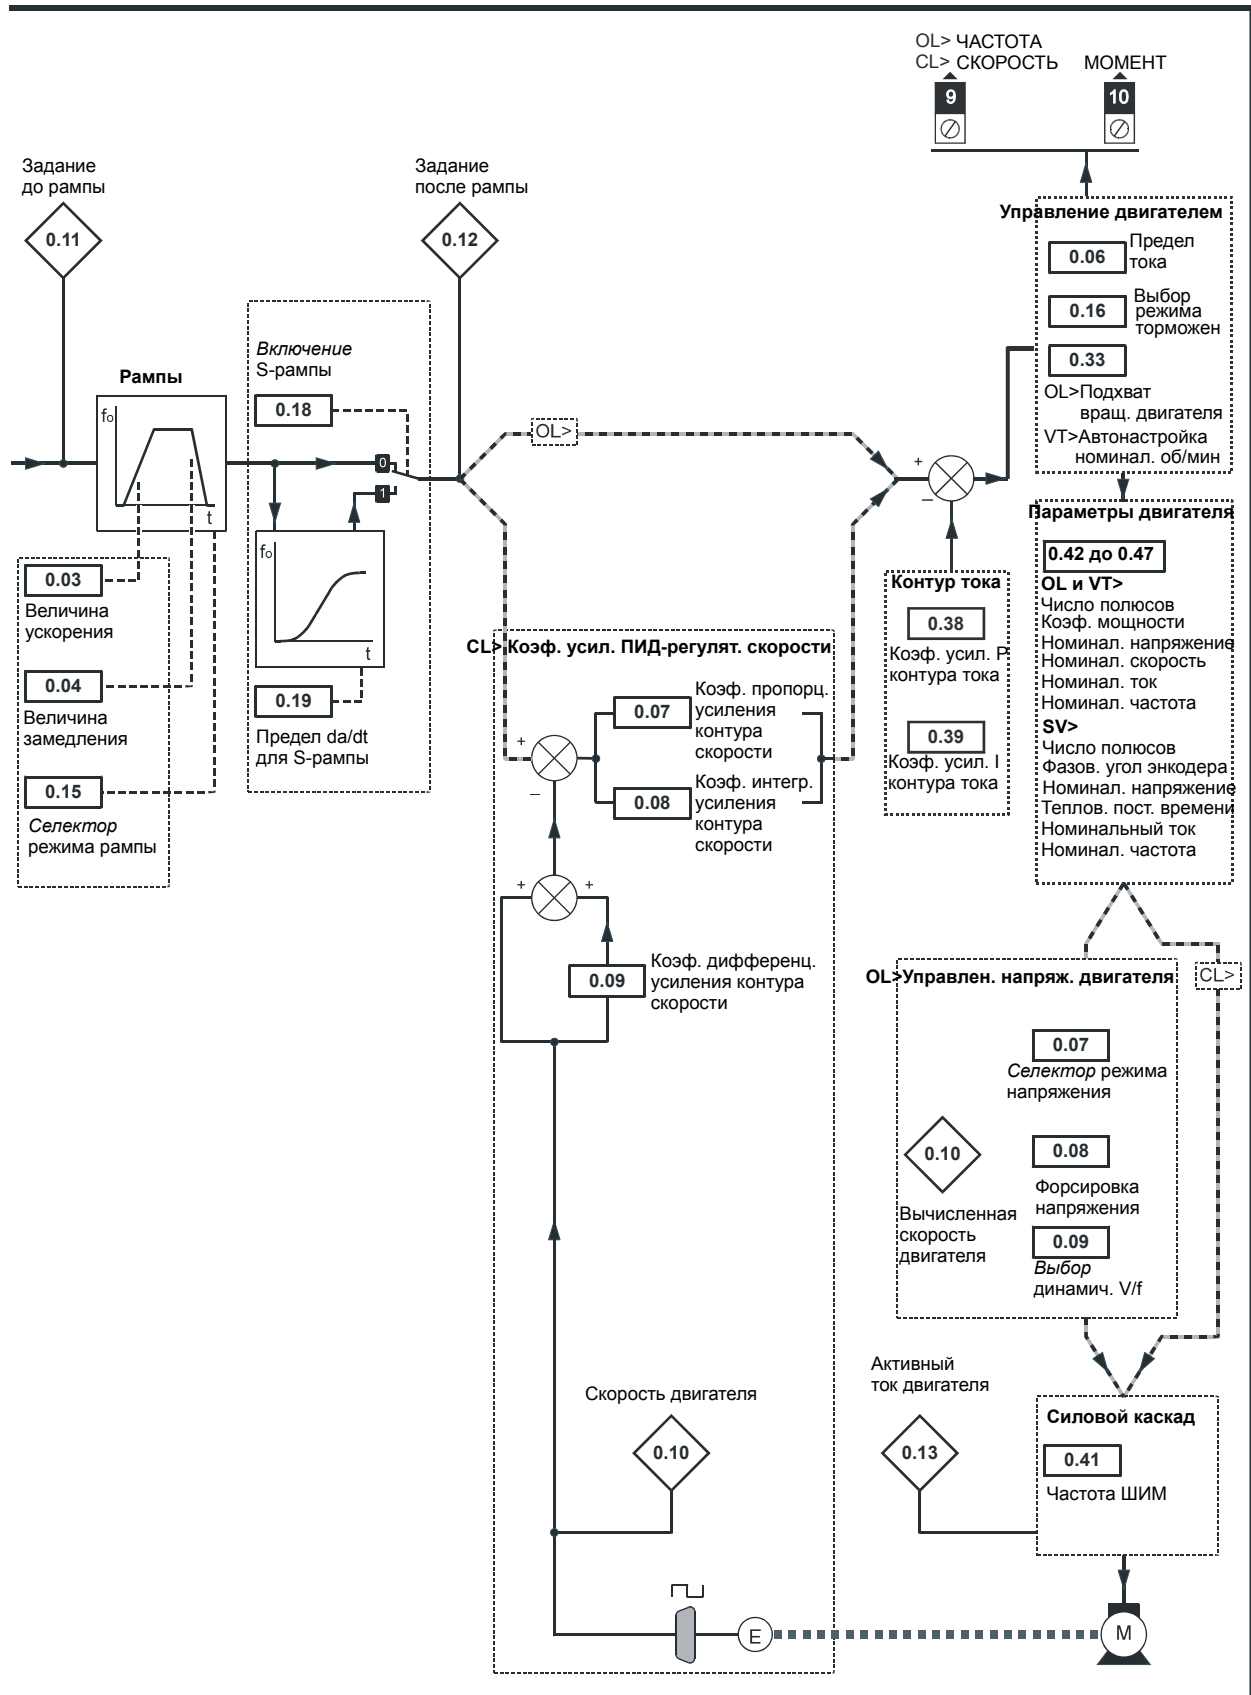 OL> ЧАСТОТА
CL> СКОРОСТЬ
МОМЕНТ
9
10
Задание
до рампы
0.11
Задание
после рампы
0.12
Рампы
fo
t
0.03
Величина
ускорения
0.04
Величина
замедления
0.15
Селектор
режима рампы
Включение
S-рампы
0.18
0
1
fo
t
0.19
Предел da/dt
для S-рампы
OL>
+
–
Управление двигателем
0.06
Предел
тока
0.16
Выбор
режима
торможен
0.33
OL>Подхват
вращ. двигателя
VT>Автонастройка
номинал. об/мин
Параметры двигателя
0.42 до 0.47
OL и VT>
Число полюсов
Коэф. мощности
Номинал. напряжение
Номинал. скорость
Номинал. ток
Номинал. частота
SV>
Число полюсов
Фазов. угол энкодера
Номинал. напряжение
Теплов. пост. времени
Номинальный ток
Номинал. частота
Контур тока
0.38
Коэф. усил. P
контура тока
0.39
Коэф. усил. I
контура тока
CL>Коэф. усил. ПИД-регулят. скорости
+
–
0.07
Коэф. пропорц.
усиления
контура
скорости
0.08
Коэф. интегр.
усиления
контура
скорости
+
+
0.09
Коэф. дифференц.
усиления контура
скорости
OL>Управлен. напряж. двигателя
CL>
0.07
Селектор режима
напряжения
0.10
Вычисленная
скорость
двигателя
0.08
Форсировка
напряжения
0.09
Выбор
динамич. V/f
Скорость двигателя
0.10
Активный
ток двигателя
0.13
Силовой каскад
0.41
Частота ШИМ
E
M